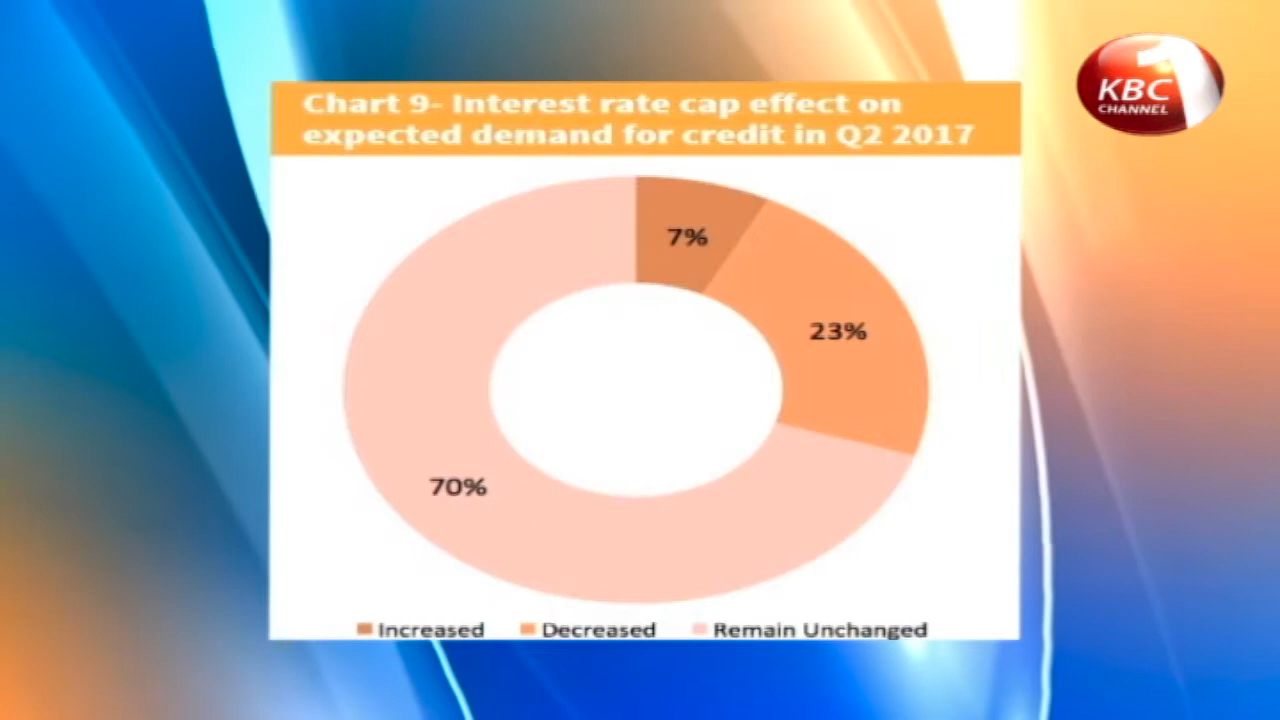 Chart 9- Interest rate cap effect on
expected demand for credit in Q2 2017
1
KBC
CHANNEL
7%
23%
70%
Increased Decreased Remain Unchanged